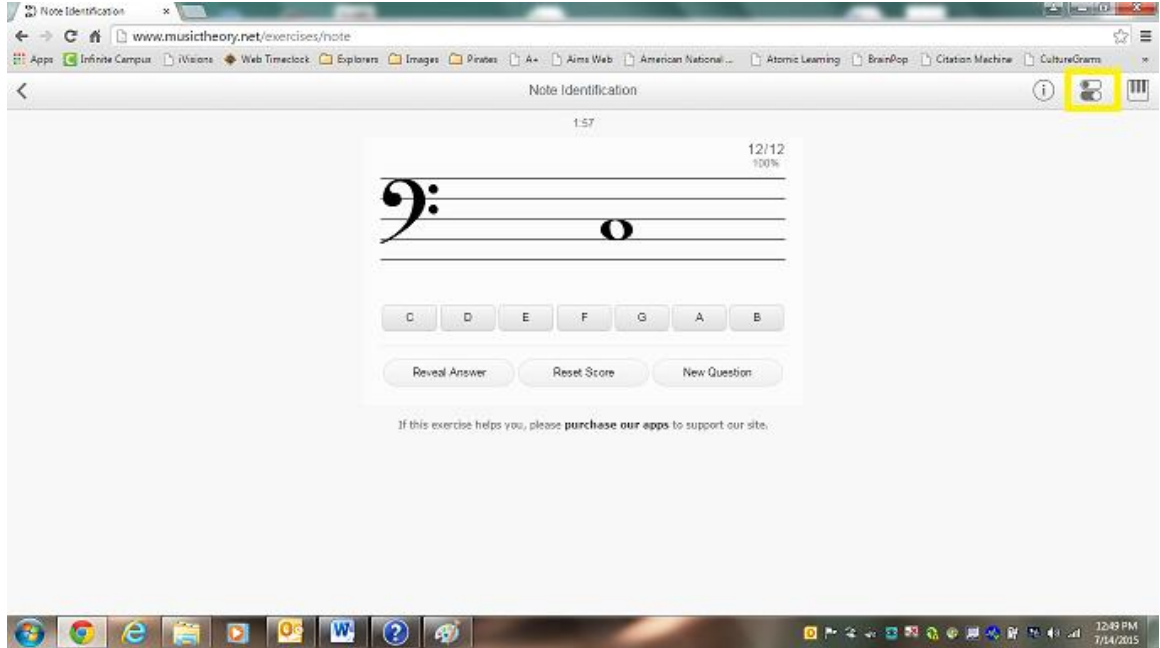 Note Identification
www.musictheory.net/exercises/note
Apps Infinite Campus iVisions Web Timeclock Explorers Images Pirates A+ Aims Web American National ... Atomic Learning BrainPop Citation Machine CultureGrams
Note Identification
1:57
12/12
100%
C D E F G A B
Reveal Answer Reset Score New Question
If this exercise helps you, please purchase our apps to support our site.
12:49 PM
7/14/2015